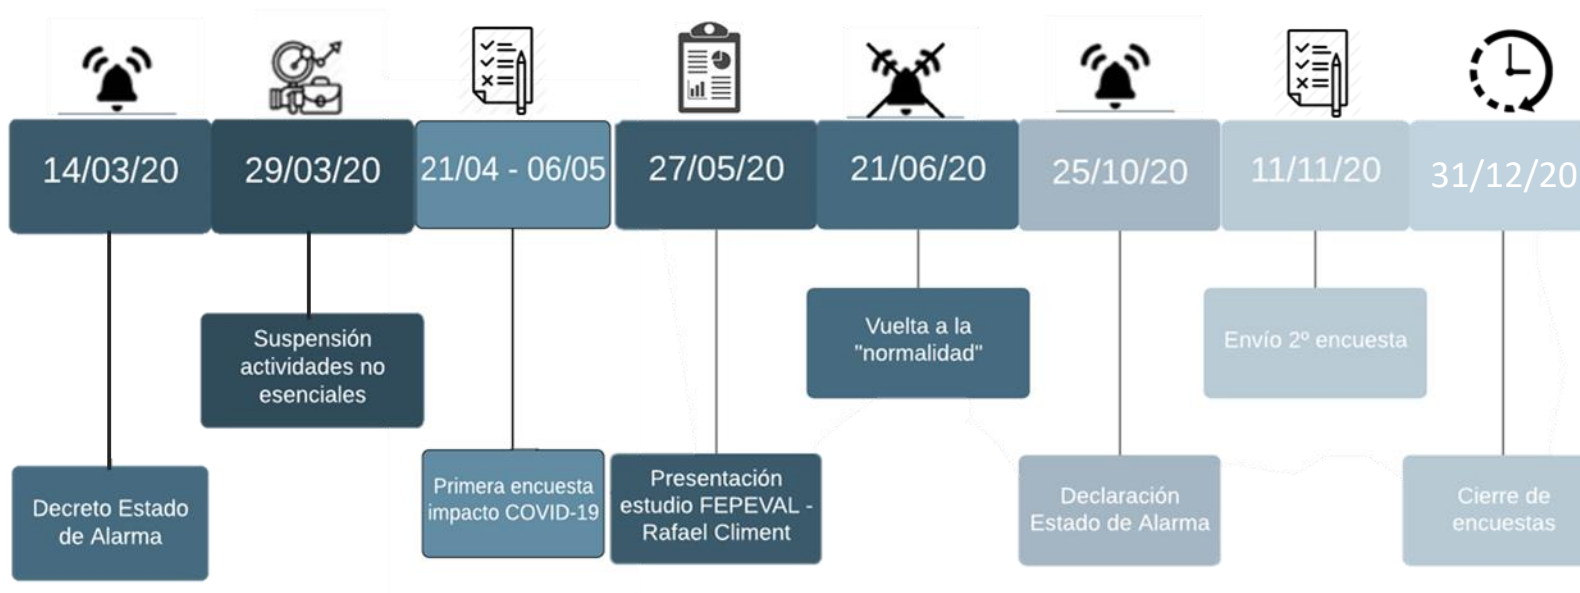 14/03/20
29/03/20
21/04 - 06/05
27/05/20
21/06/20
25/10/20
11/11/20
31/12/20
Decreto Estado
de Alarma
Suspensión
actividades no
esenciales
Primera encuesta
impacto COVID-19
Presentación
estudio FEPEVAL -
Rafael Climent
Vuelta a la
"normalidad"
Declaración
Estado de Alarma
Envío 2º encuesta
Cierre de
encuestas